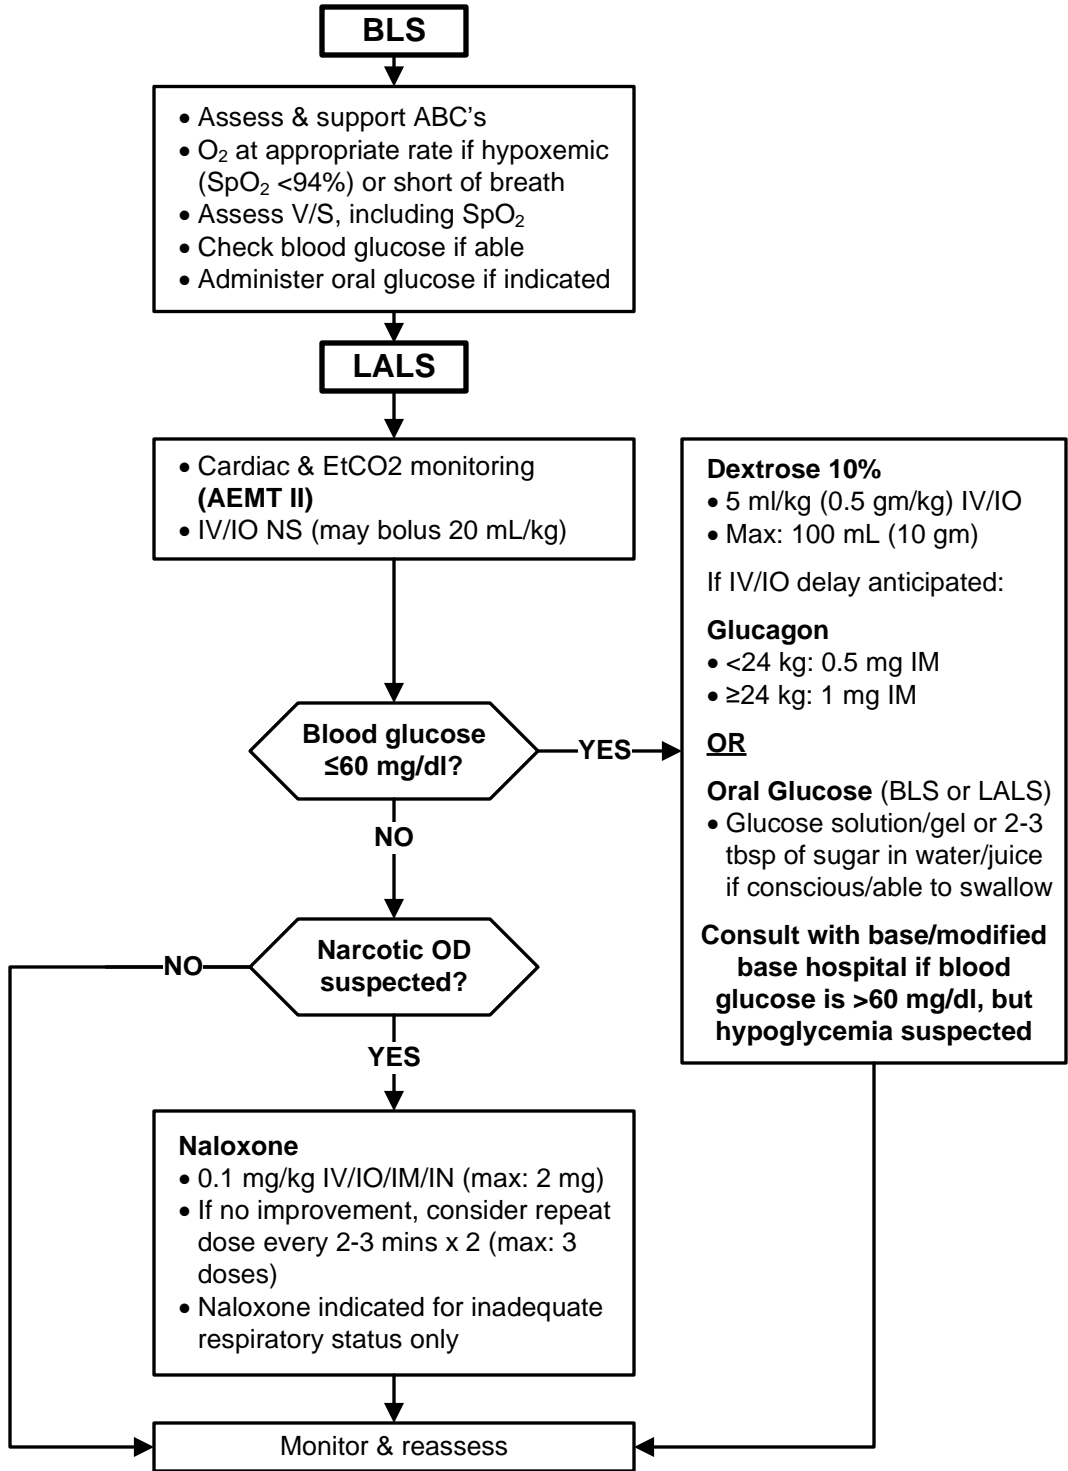 BLS
• Assess & support ABC's
• O₂ at appropriate rate if hypoxemic
(SpO₂ <94%) or short of breath
• Assess V/S, including SpO₂
• Check blood glucose if able
• Administer oral glucose if indicated
LALS
• Cardiac & EtCO2 monitoring
(AEMT II)
• IV/IO NS (may bolus 20 mL/kg)
Blood glucose
≤60 mg/dl?
YES
Dextrose 10%
• 5 ml/kg (0.5 gm/kg) IV/IO
• Max: 100 mL (10 gm)
If IV/IO delay anticipated:
Glucagon
• <24 kg: 0.5 mg IM
• ≥24 kg: 1 mg IM
OR
Oral Glucose (BLS or LALS)
• Glucose solution/gel or 2-3
tbsp of sugar in water/juice
if conscious/able to swallow
Consult with base/modified
base hospital if blood
glucose is >60 mg/dl, but
hypoglycemia suspected
NO
Narcotic OD
suspected?
NO
YES
Naloxone
• 0.1 mg/kg IV/IO/IM/IN (max: 2 mg)
• If no improvement, consider repeat
dose every 2-3 mins x 2 (max: 3
doses)
• Naloxone indicated for inadequate
respiratory status only
Monitor & reassess